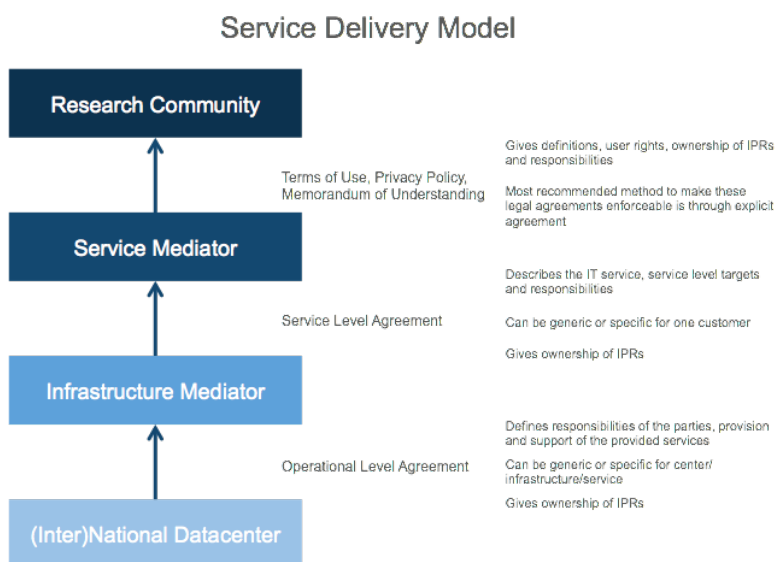 Service Delivery Model
Research Community
Gives definitions, user rights, ownership of IPRs
and responsibilities
Terms of Use, Privacy Policy,
Memorandum of Understanding
Most recommended method to make these
legal agreements enforceable is through explicit
agreement
Service Mediator
Describes the IT service, service level targets
and responsibilities
Service Level Agreement
Can be generic or specific for one customer
Gives ownership of IPRs
Infrastructure Mediator
Defines responsibilities of the parties, provision
and support of the provided services
Operational Level Agreement
Can be generic or specific for center/
infrastructure/service
Gives ownership of IPRs
(Inter)National Datacenter